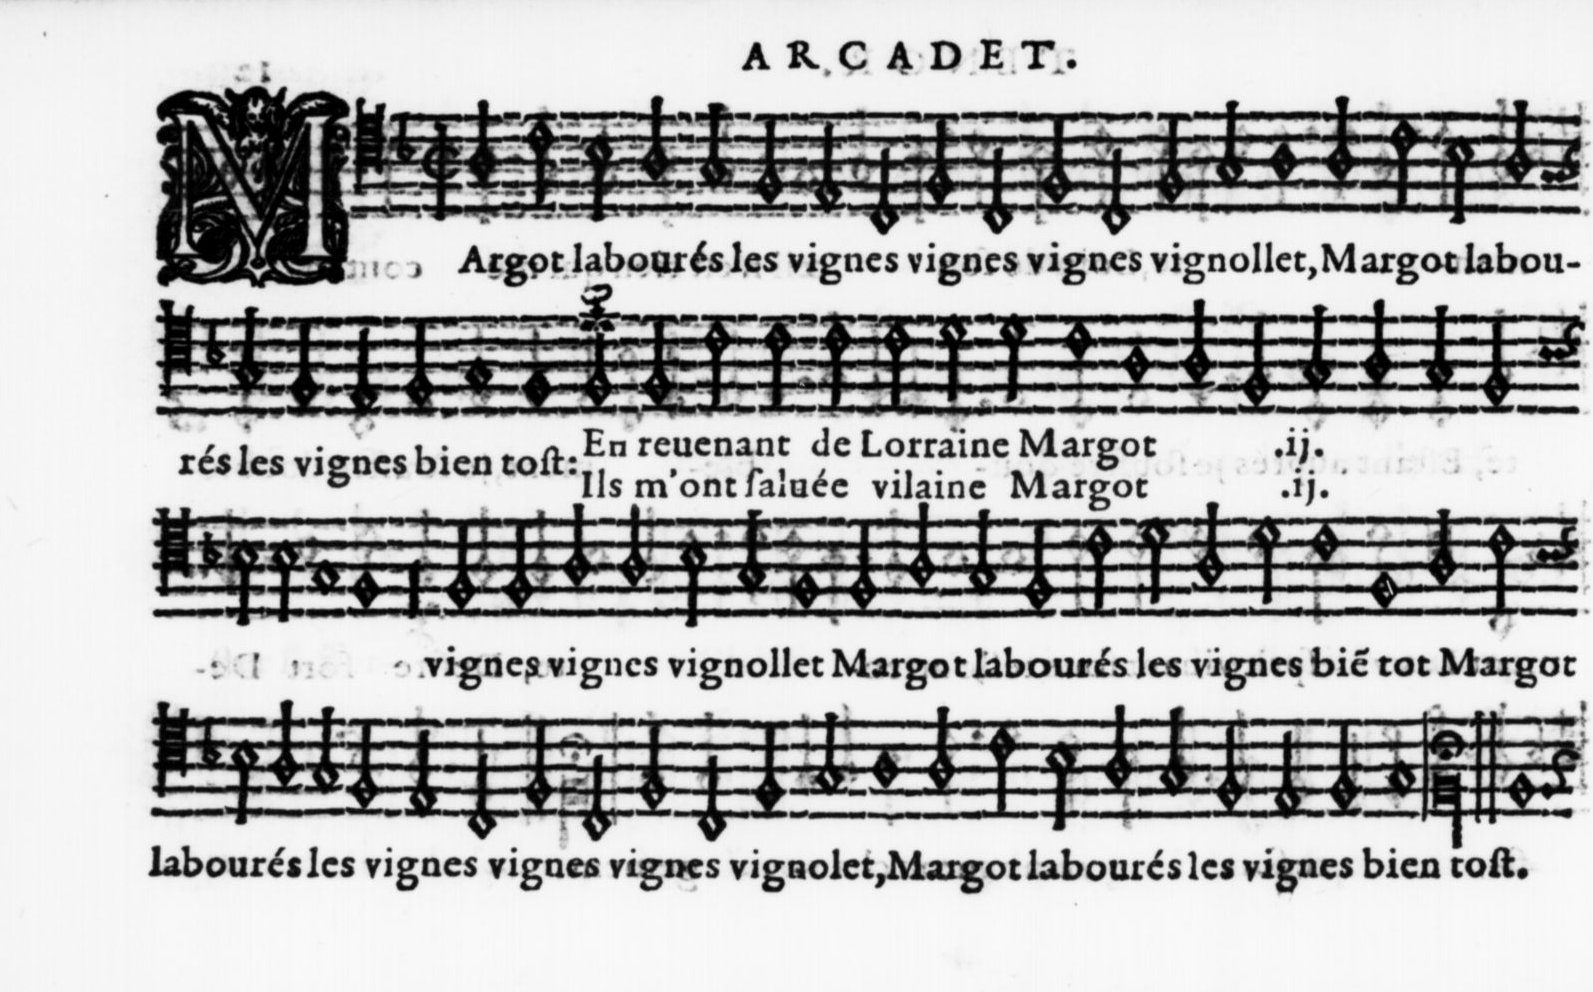 ARCADET.
MArgot labourés les vignes vignes vignes vignollet, Margot labou-
rés les vignes bien tost:
En reuenant de Lorraine Margot .ij.
Ils m'ont saluée vilaine Margot .ij.
vignes vignes vignollet Margot labourés les vignes biẽ tot Margot
labourés les vignes vignes vignes vignolet, Margot labourés les vignes bien tost.